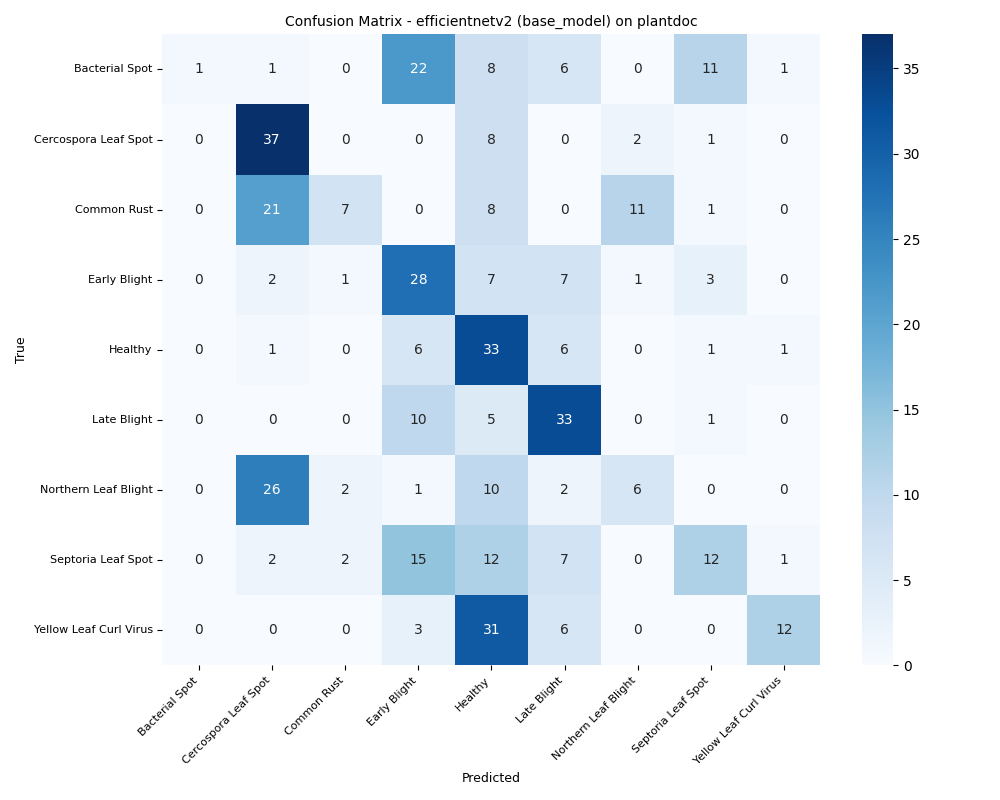 Confusion Matrix - efficientnetv2 (base_model) on plantdoc
True
Bacterial Spot 1 1 0 22 8 6 0 11 1
Cercospora Leaf Spot 0 37 0 0 8 0 2 1 0
Common Rust 0 21 7 0 8 0 11 1 0
Early Blight 0 2 1 28 7 7 1 3 0
Healthy 0 1 0 6 33 6 0 1 1
Late Blight 0 0 0 10 5 33 0 1 0
Northern Leaf Blight 0 26 2 1 10 2 6 0 0
Septoria Leaf Spot 0 2 2 15 12 7 0 12 1
Yellow Leaf Curl Virus 0 0 0 3 31 6 0 0 12
Bacterial Spot
Cercospora Leaf Spot
Common Rust
Early Blight
Healthy
Late Blight
Northern Leaf Blight
Septoria Leaf Spot
Yellow Leaf Curl Virus
Predicted
35
30
25
20
15
10
5
0